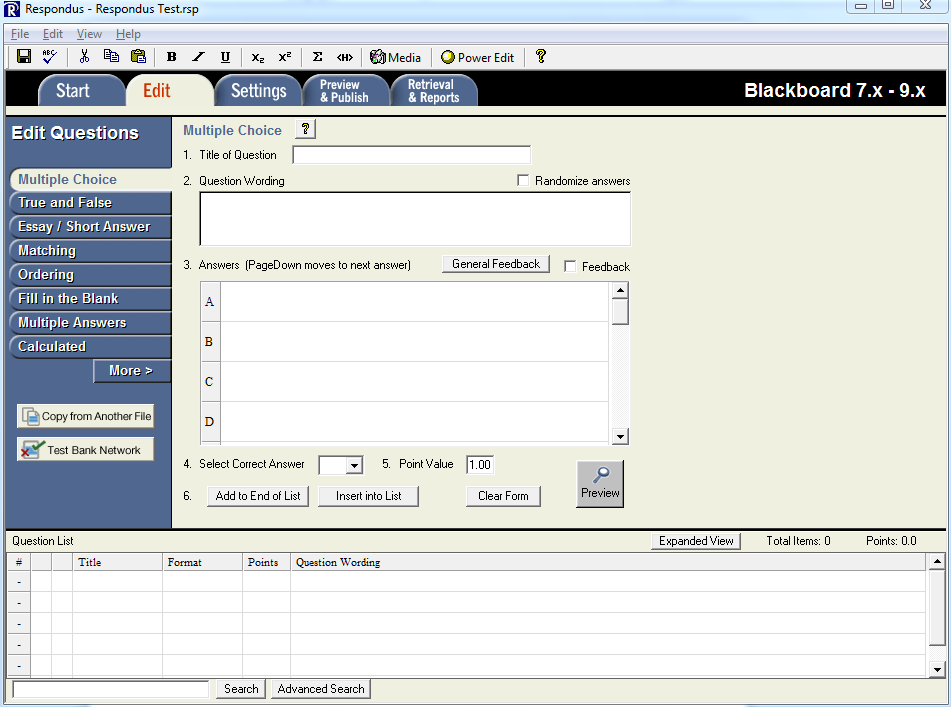 Respondus - Respondus Test.rsp
File Edit View Help
ABC B I U X₂ X² Σ <H> Media Power Edit ?
Start Edit Settings Preview & Publish Retrieval & Reports Blackboard 7.x - 9.x
Edit Questions
Multiple Choice
True and False
Essay / Short Answer
Matching
Ordering
Fill in the Blank
Multiple Answers
Calculated
More >
Copy from Another File
Test Bank Network
Multiple Choice ?
1. Title of Question
2. Question Wording Randomize answers
3. Answers (PageDown moves to next answer) General Feedback Feedback
A
B
C
D
4. Select Correct Answer 5. Point Value 1.00
6. Add to End of List Insert into List Clear Form Preview
Question List Expanded View Total Items: 0 Points: 0.0
# Title Format Points Question Wording
-
-
-
-
-
Search Advanced Search